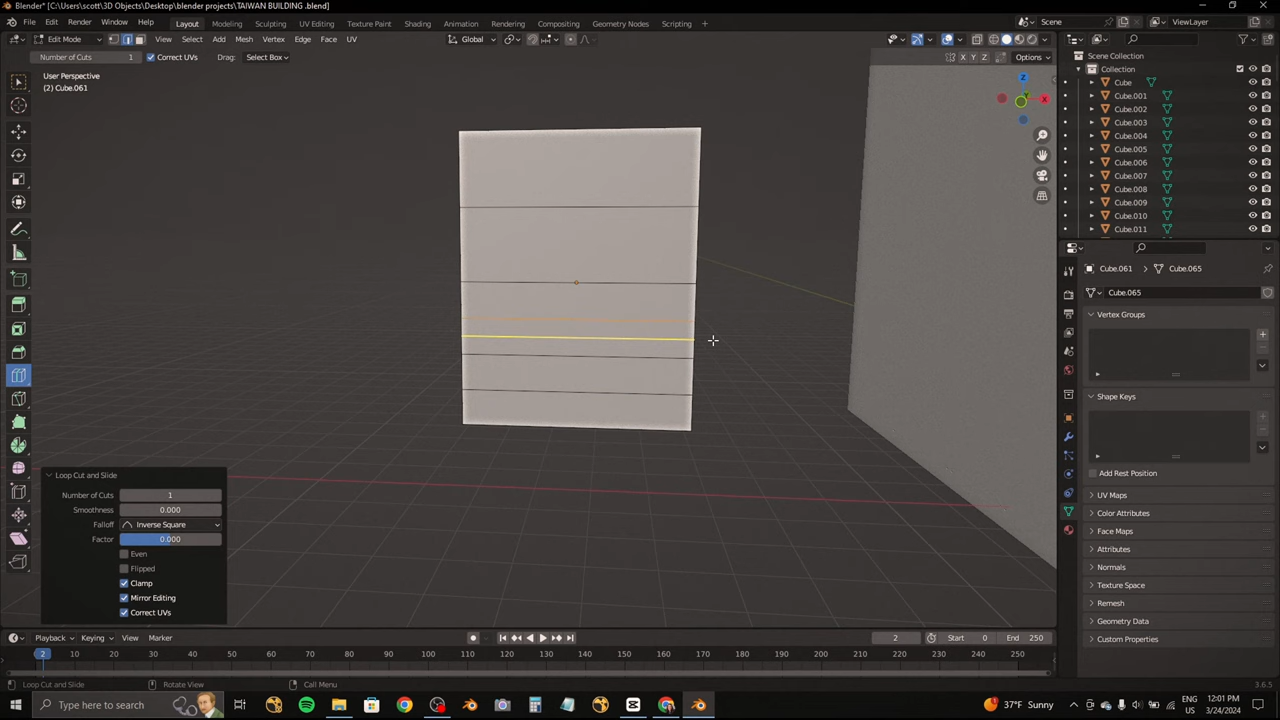 Blender* [C:\Users\scott\3D Objects\Desktop\blender projects\TAIWAN BUILDING .blend]
File Edit Render Window Help Layout Modeling Sculpting UV Editing Texture Paint Shading Animation Rendering Compositing Geometry Nodes Scripting Scene ViewLayer
Edit Mode View Select Add Mesh Vertex Edge Face UV Global
Number of Cuts 1 Correct UVs Drag: Select Box X Y Z Options
User Perspective
(2) Cube.061
Z
X
Scene Collection
Collection
Cube
Cube.001
Cube.002
Cube.003
Cube.004
Cube.005
Cube.006
Cube.007
Cube.008
Cube.009
Cube.010
Cube.011
Cube.061 Cube.065
Cube.065
Vertex Groups
Shape Keys
Add Rest Position
UV Maps
Color Attributes
Face Maps
Attributes
Normals
Texture Space
Remesh
Geometry Data
Custom Properties
Loop Cut and Slide
Number of Cuts 1
Smoothness 0.000
Falloff Inverse Square
Factor 0.000
Even
Flipped
Clamp
Mirror Editing
Correct UVs
Playback Keying View Marker 2 Start 0 End 250
2 10 20 30 40 50 60 70 80 90 100 110 120 130 140 150 160 170 180 190 200 210 220 230 240 250
Loop Cut and Slide Rotate View Call Menu 3.6.5
Type here to search 37°F Sunny ENG US 12:01 PM 3/24/2024